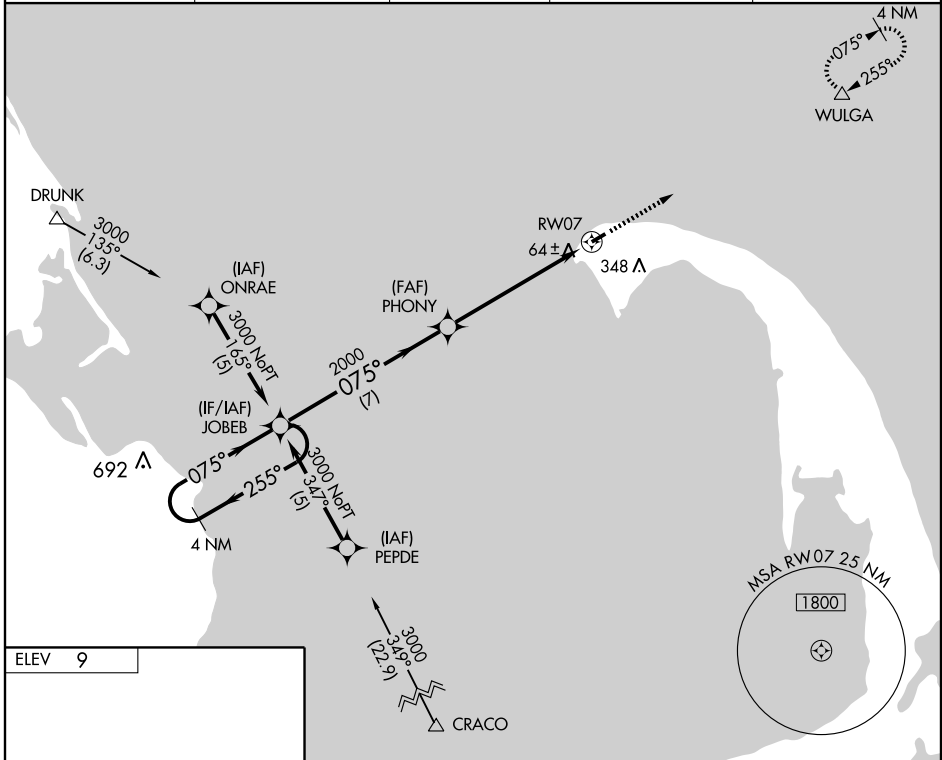 4 NM
075°
255°
WULGA
DRUNK
3000
135°
(6.3)
RW07
64±
348
(IAF)
ONRAE
(FAF)
PHONY
3000 NoPT
165°
(5)
2000
075°
(7)
(IF/IAF)
JOBEB
692
075°
255°
3000 NoPT
347°
(5)
4 NM
(IAF)
PEPDE
MSA RW07 25 NM
1800
3000
349°
(22.9)
ELEV 9
CRACO